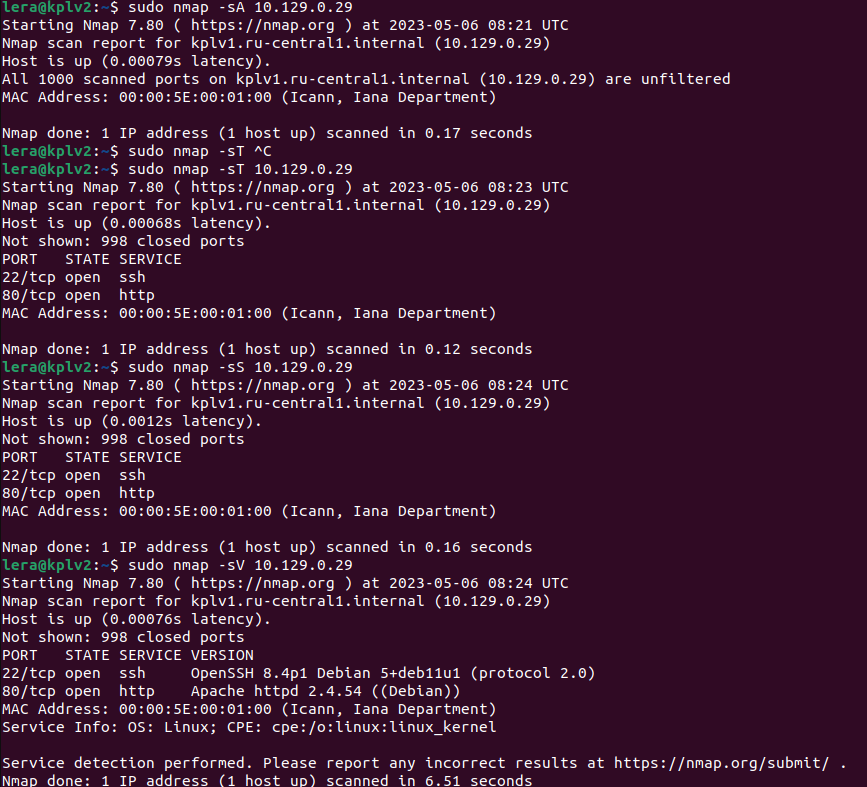 lera@kplv2:~$ sudo nmap -sA 10.129.0.29
Starting Nmap 7.80 ( https://nmap.org ) at 2023-05-06 08:21 UTC
Nmap scan report for kplv1.ru-central1.internal (10.129.0.29)
Host is up (0.00079s latency).
All 1000 scanned ports on kplv1.ru-central1.internal (10.129.0.29) are unfiltered
MAC Address: 00:00:5E:00:01:00 (Icann, Iana Department)

Nmap done: 1 IP address (1 host up) scanned in 0.17 seconds
lera@kplv2:~$ sudo nmap -sT ^C
lera@kplv2:~$ sudo nmap -sT 10.129.0.29
Starting Nmap 7.80 ( https://nmap.org ) at 2023-05-06 08:23 UTC
Nmap scan report for kplv1.ru-central1.internal (10.129.0.29)
Host is up (0.00068s latency).
Not shown: 998 closed ports
PORT   STATE SERVICE
22/tcp open  ssh
80/tcp open  http
MAC Address: 00:00:5E:00:01:00 (Icann, Iana Department)

Nmap done: 1 IP address (1 host up) scanned in 0.12 seconds
lera@kplv2:~$ sudo nmap -sS 10.129.0.29
Starting Nmap 7.80 ( https://nmap.org ) at 2023-05-06 08:24 UTC
Nmap scan report for kplv1.ru-central1.internal (10.129.0.29)
Host is up (0.0012s latency).
Not shown: 998 closed ports
PORT   STATE SERVICE
22/tcp open  ssh
80/tcp open  http
MAC Address: 00:00:5E:00:01:00 (Icann, Iana Department)

Nmap done: 1 IP address (1 host up) scanned in 0.16 seconds
lera@kplv2:~$ sudo nmap -sV 10.129.0.29
Starting Nmap 7.80 ( https://nmap.org ) at 2023-05-06 08:24 UTC
Nmap scan report for kplv1.ru-central1.internal (10.129.0.29)
Host is up (0.00076s latency).
Not shown: 998 closed ports
PORT   STATE SERVICE VERSION
22/tcp open  ssh     OpenSSH 8.4p1 Debian 5+deb11u1 (protocol 2.0)
80/tcp open  http    Apache httpd 2.4.54 ((Debian))
MAC Address: 00:00:5E:00:01:00 (Icann, Iana Department)
Service Info: OS: Linux; CPE: cpe:/o:linux:linux_kernel

Service detection performed. Please report any incorrect results at https://nmap.org/submit/ .
Nmap done: 1 IP address (1 host up) scanned in 6.51 seconds